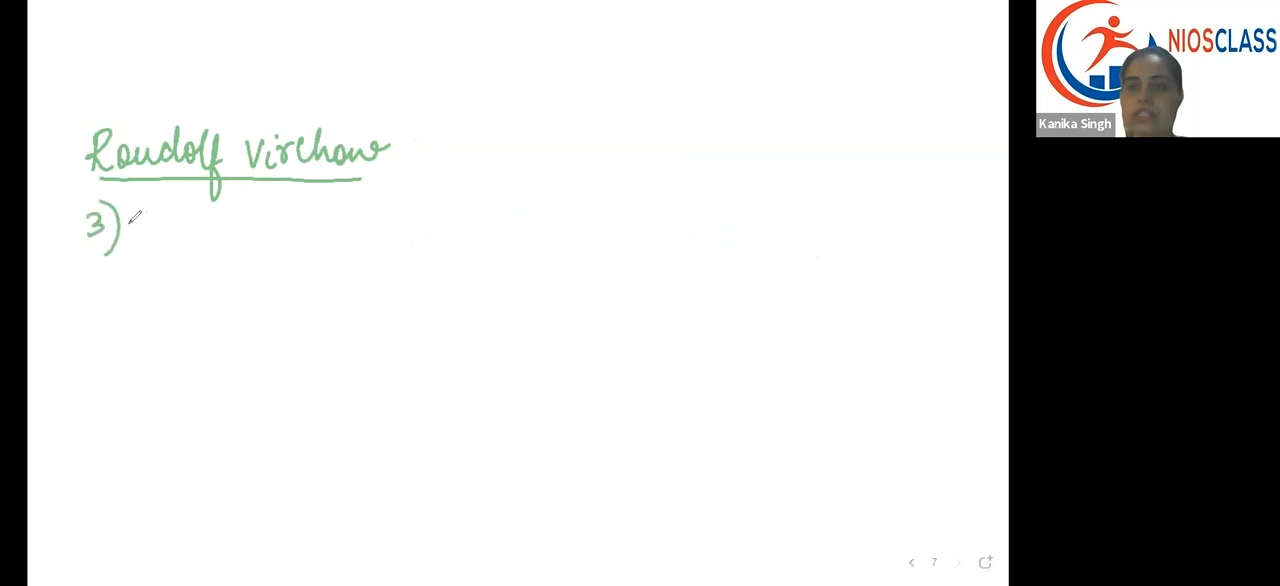 Roudolf Virchow
3)
NIOSCLASS
Kanika Singh
< 7 >